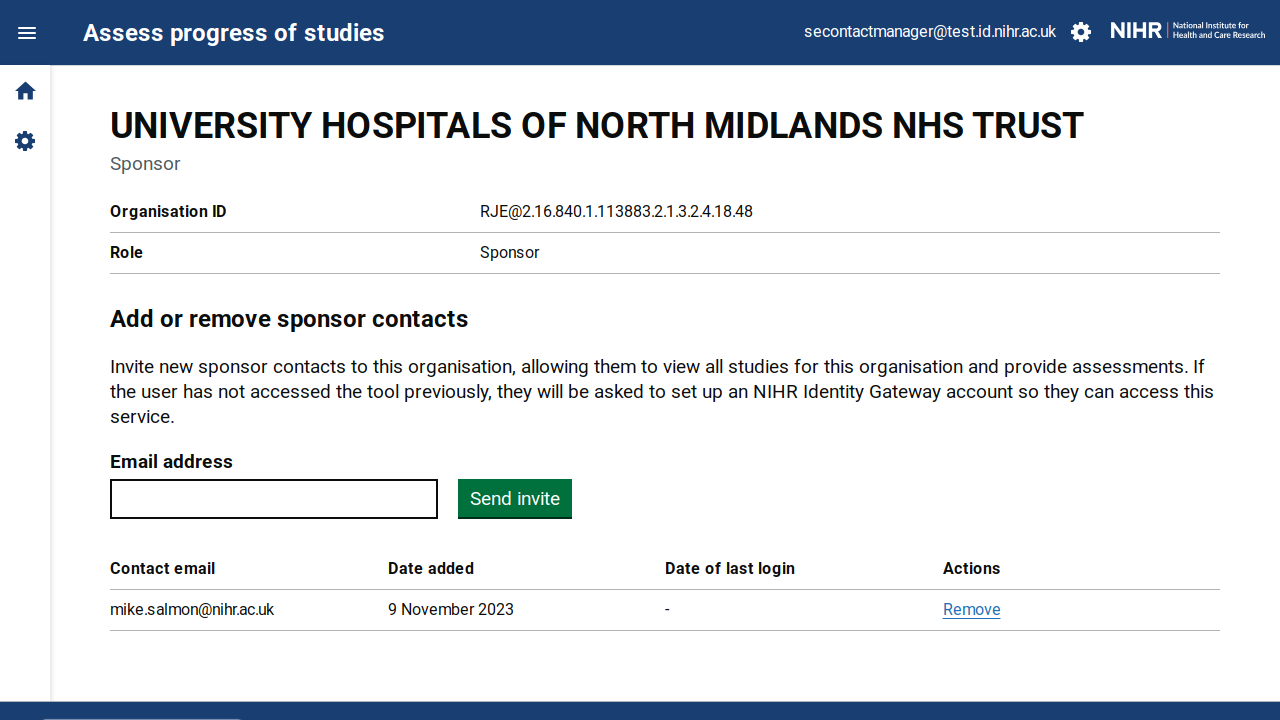 Assess progress of studies
secontactmanager@test.id.nihr.ac.uk
NIHR
National Institute for
Health and Care Research
UNIVERSITY HOSPITALS OF NORTH MIDLANDS NHS TRUST
Sponsor
Organisation ID RJE@2.16.840.1.113883.2.1.3.2.4.18.48
Role Sponsor
Add or remove sponsor contacts
Invite new sponsor contacts to this organisation, allowing them to view all studies for this organisation and provide assessments. If
the user has not accessed the tool previously, they will be asked to set up an NIHR Identity Gateway account so they can access this
service.
Email address
Send invite
Contact email Date added Date of last login Actions
mike.salmon@nihr.ac.uk 9 November 2023 - Remove